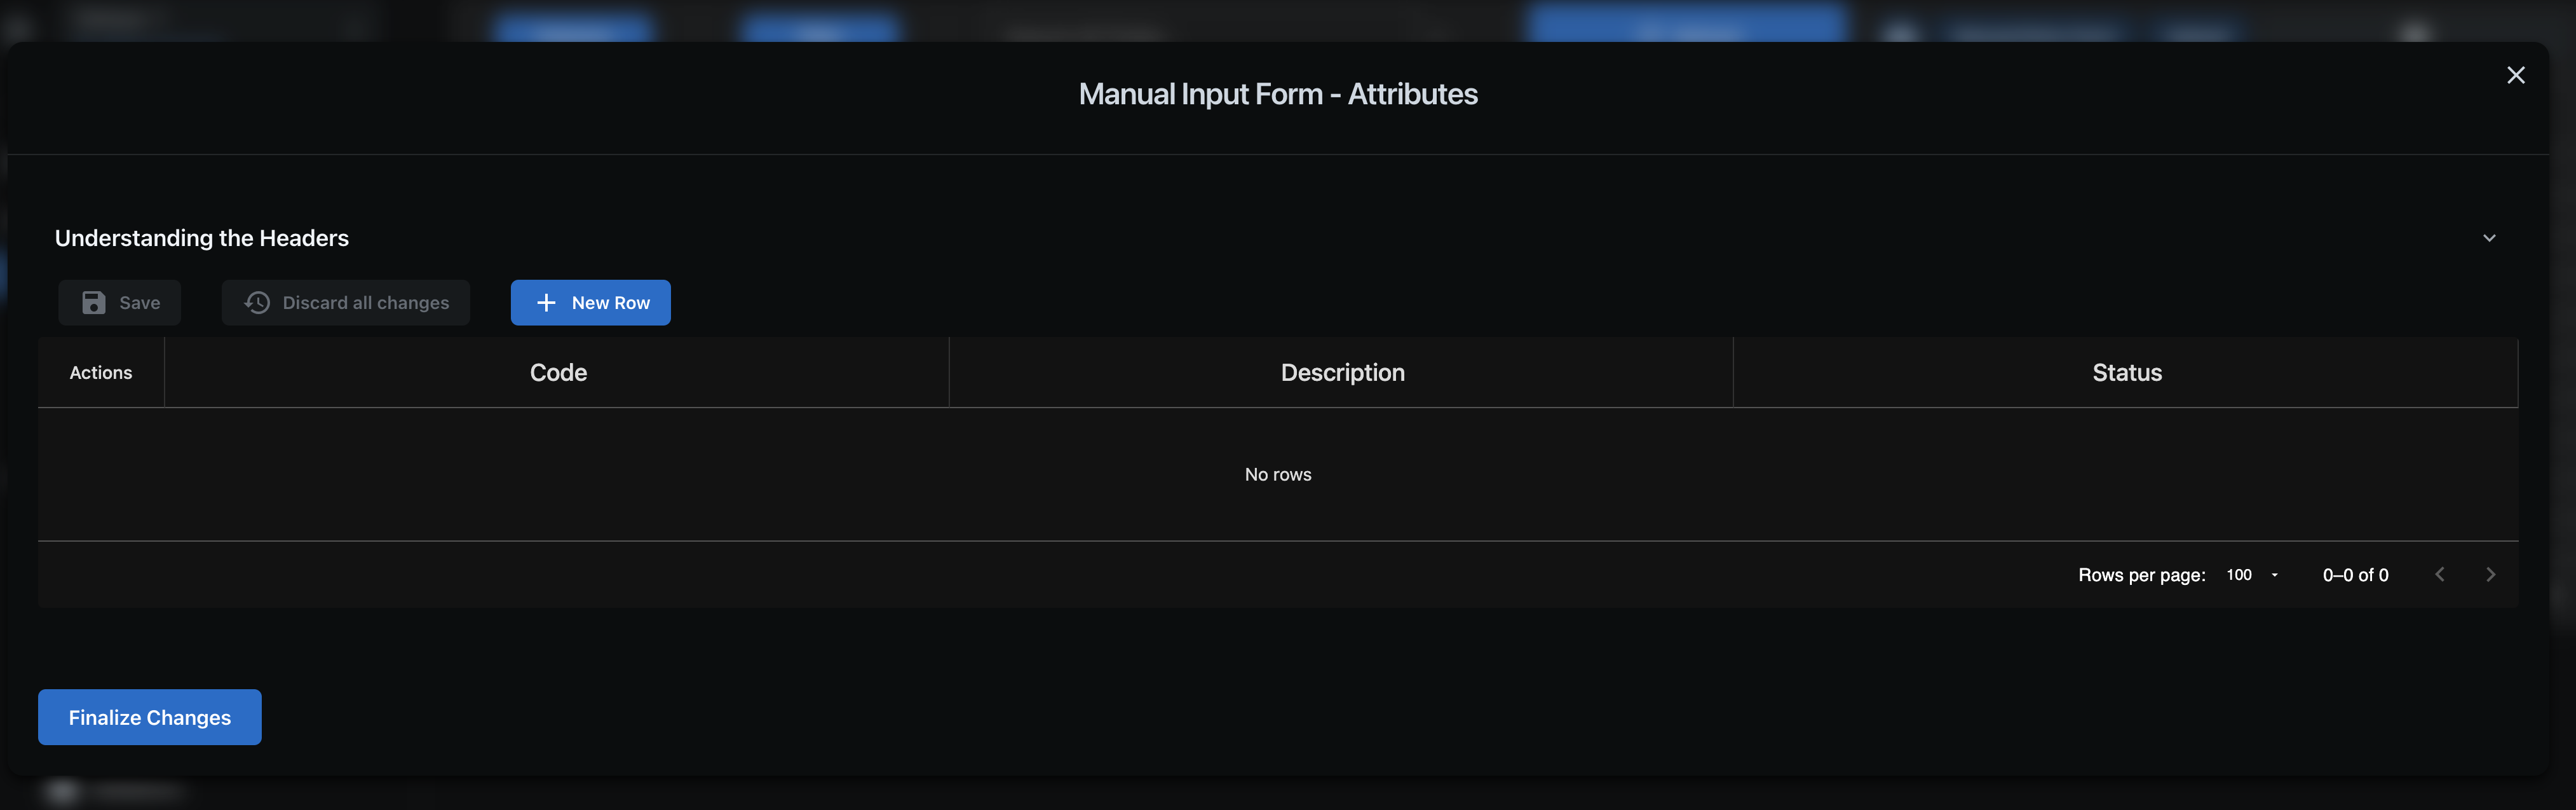 Manual Input Form - Attributes
Understanding the Headers
Save
Discard all changes
New Row
Actions
Code
Description
Status
No rows
Rows per page: 100
0–0 of 0
Finalize Changes